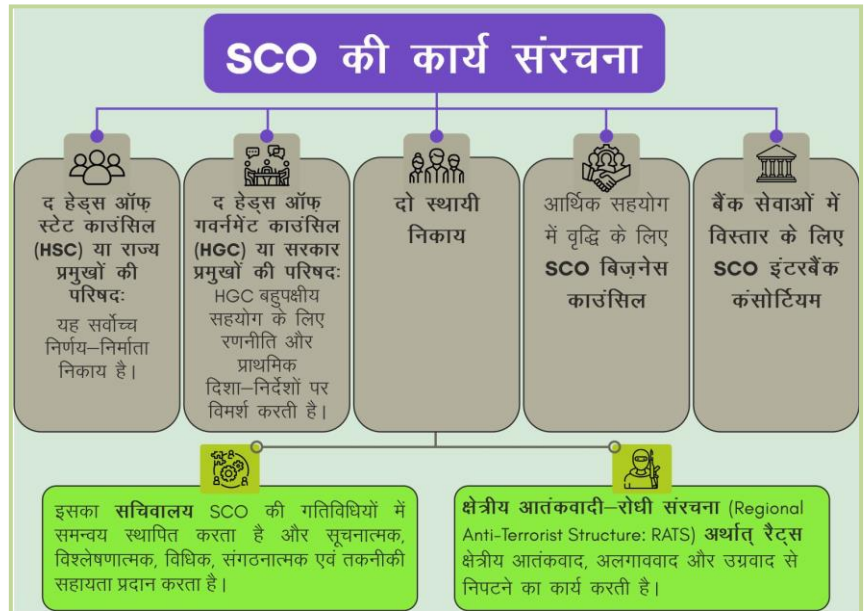 SCO की कार्य संरचना
द हेड्स ऑफ़
स्टेट काउंसिल
(HSC) या राज्य
प्रमुखों की
परिषदः
यह सर्वोच्च
निर्णय–निर्माता
निकाय है।
द हेड्स ऑफ़
गवर्नमेंट काउंसिल
(HGC) या सरकार
प्रमुखों की परिषदः
HGC बहुपक्षीय
सहयोग के लिए
रणनीति और
प्राथमिक
दिशा–निर्देशों पर
विमर्श करती है।
दो स्थायी
निकाय
आर्थिक सहयोग
में वृद्धि के लिए
SCO बिज़नेस
काउंसिल
बैंक सेवाओं में
विस्तार के लिए
SCO इंटरबैंक
कंसोर्टियम
इसका सचिवालय SCO की गतिविधियों में
समन्वय स्थापित करता है और सूचनात्मक,
विश्लेषणात्मक, विधिक, संगठनात्मक एवं तकनीकी
सहायता प्रदान करता है।
क्षेत्रीय आतंकवादी–रोधी संरचना (Regional
Anti-Terrorist Structure: RATS) अर्थात् रैट्स
क्षेत्रीय आतंकवाद, अलगाववाद और उग्रवाद से
निपटने का कार्य करती है।